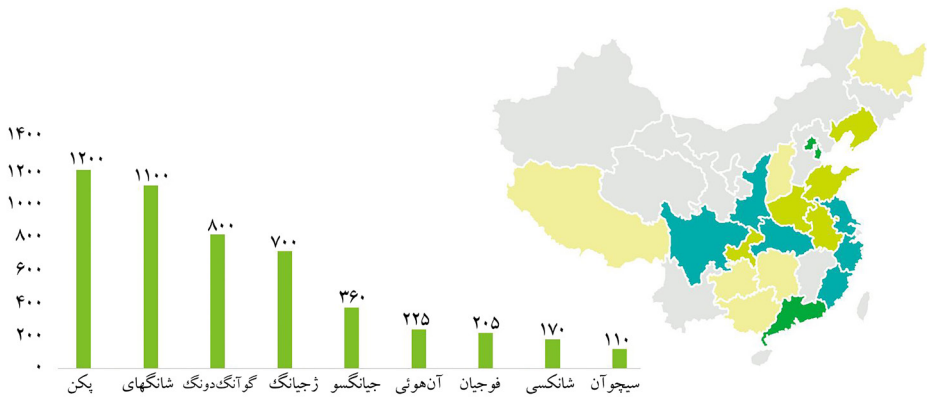 ۱۴۰۰
۱۲۰۰
۱۰۰۰
۸۰۰
۶۰۰
۴۰۰
۲۰۰
۰
۱۲۰۰
۱۱۰۰
۸۰۰
۷۰۰
۳۶۰
۲۲۵
۲۰۵
۱۷۰
۱۱۰
پکن
شانگهای
گوآنگ‌دونگ
ژجیانگ
جیانگسو
آن‌هوئی
فوجیان
شانکسی
سیچوآن